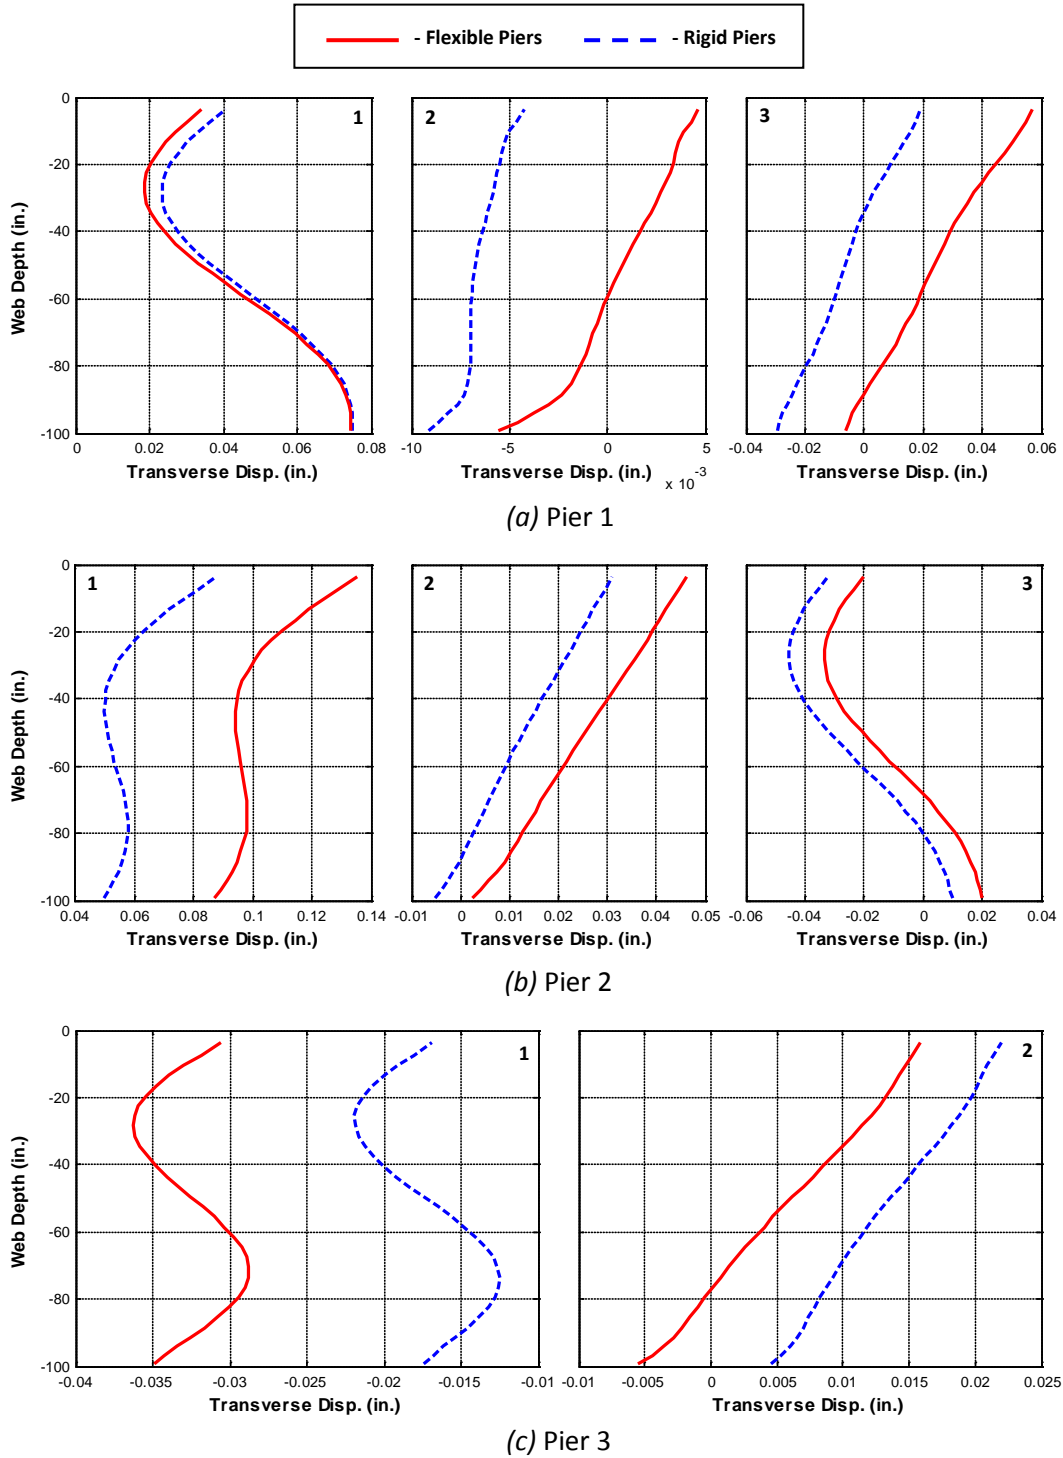 - Flexible Piers - Rigid Piers
0 -20 -40 -60 -80 -100
Web Depth (in.)
1
0 0.02 0.04 0.06 0.08
Transverse Disp. (in.)
2
-10 -5 0 5
x 10⁻³
Transverse Disp. (in.)
3
-0.04 -0.02 0 0.02 0.04 0.06
Transverse Disp. (in.)
(a) Pier 1
0 -20 -40 -60 -80 -100
Web Depth (in.)
1
0.04 0.06 0.08 0.1 0.12 0.14
Transverse Disp. (in.)
2
-0.01 0 0.01 0.02 0.03 0.04 0.05
Transverse Disp. (in.)
3
-0.06 -0.04 -0.02 0 0.02 0.04
Transverse Disp. (in.)
(b) Pier 2
0 -20 -40 -60 -80 -100
Web Depth (in.)
1
-0.04 -0.035 -0.03 -0.025 -0.02 -0.015 -0.01
Transverse Disp. (in.)
2
-0.01 -0.005 0 0.005 0.01 0.015 0.02 0.025
Transverse Disp. (in.)
(c) Pier 3